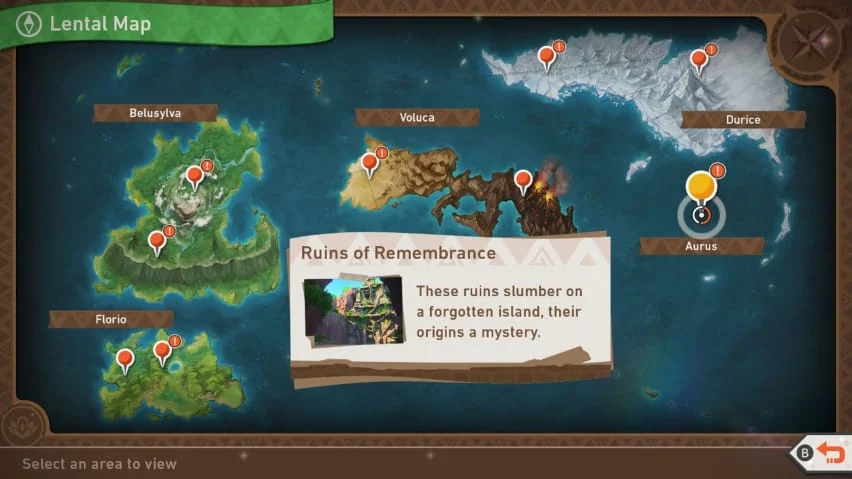 Lental Map
Belusylva
Voluca
Durice
Aurus
Ruins of Remembrance
These ruins slumber on
a forgotten island, their
origins a mystery.
Florio
Select an area to view
B